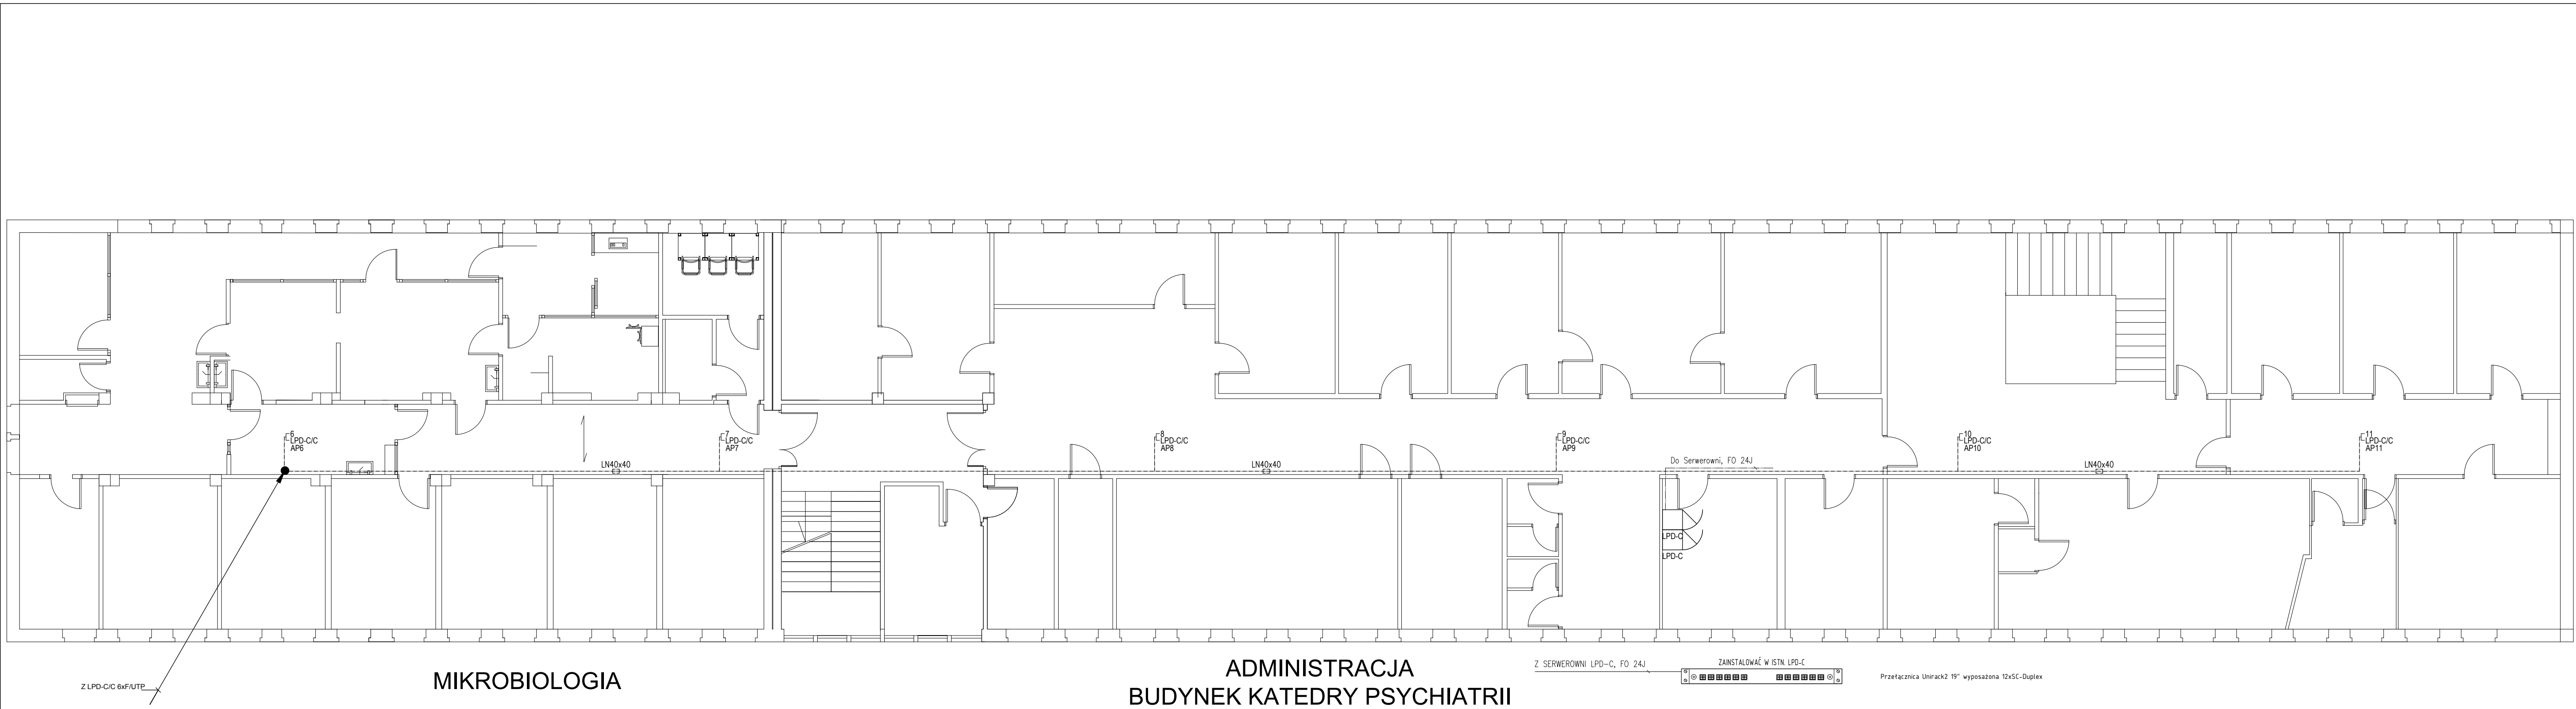 6
LPD-C/C
AP6
LN40x40
7
LPD-C/C
AP7
8
LPD-C/C
AP8
LN40x40
9
LPD-C/C
AP9
Do Serwerowni, FO 24J
10
LPD-C/C
AP10
LN40x40
11
LPD-C/C
AP11
LPD-C
LPD-C
Z LPD-C/C 6xF/UTP
MIKROBIOLOGIA
ADMINISTRACJA
BUDYNEK KATEDRY PSYCHIATRII
Z SERWEROWNI LPD-C, FO 24J
ZAINSTALOWAĆ W ISTN. LPD-C
Przełącznica Unirack2 19" wyposażona 12xSC-Duplex